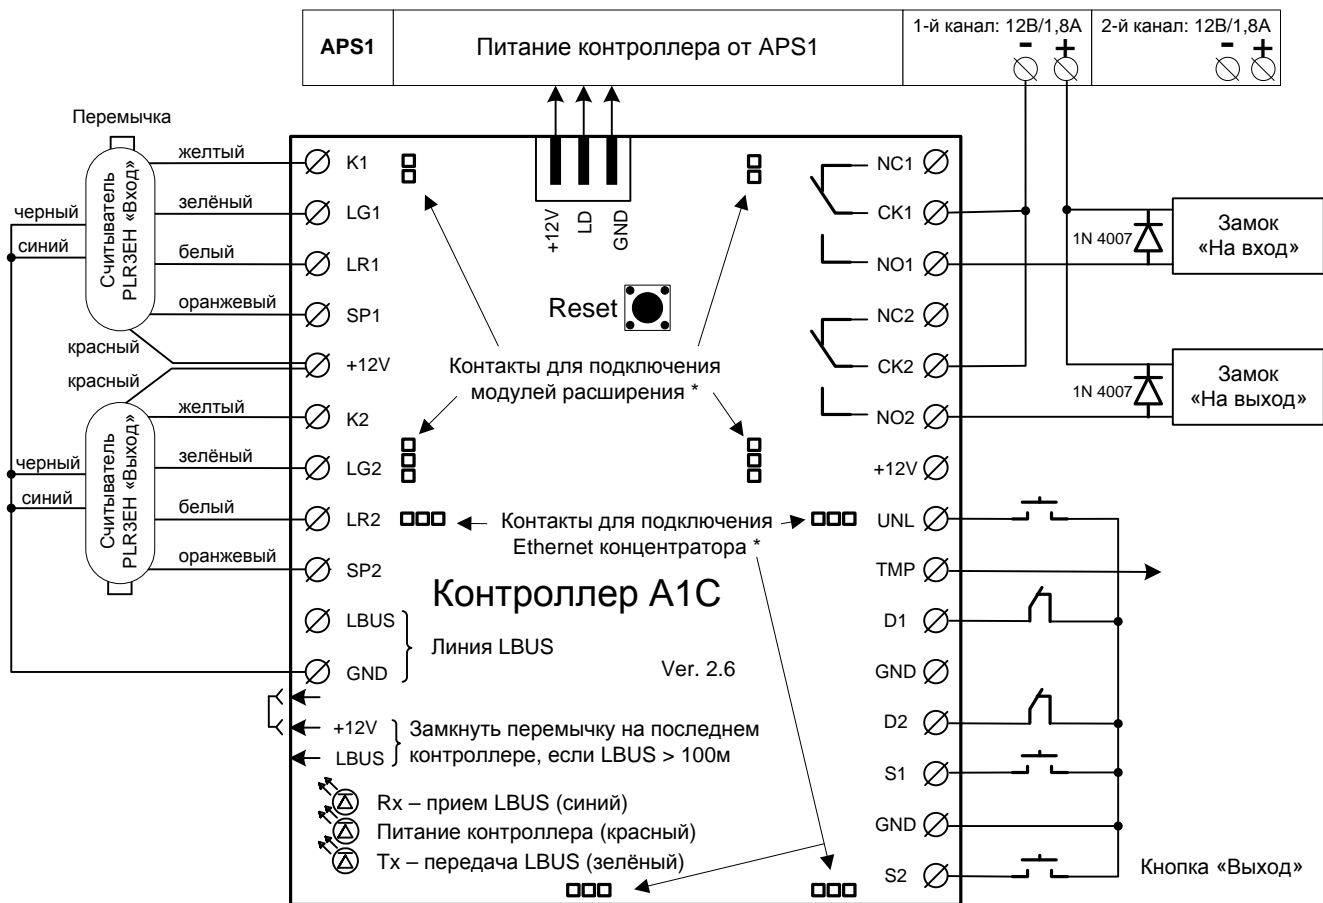 APS1
Питание контроллера от APS1
1-й канал: 12В/1,8А
- +
2-й канал: 12В/1,8А
- +
Перемычка
Считыватель
PLR3EH «Вход»
желтый
зелёный
черный
синий
белый
оранжевый
красный
красный
Считыватель
PLR3EH «Выход»
желтый
зелёный
черный
синий
белый
оранжевый
K1
LG1
LR1
SP1
+12V
K2
LG2
LR2
SP2
LBUS
GND
Линия LBUS
+12V
LBUS
Замкнуть перемычку на последнем
контроллере, если LBUS > 100м
+12V
LD
GND
Reset
Контакты для подключения
модулей расширения *
Контакты для подключения
Ethernet концентратора *
Контроллер А1С
Ver. 2.6
Rx – прием LBUS (синий)
Питание контроллера (красный)
Tx – передача LBUS (зелёный)
NC1
CK1
NO1
NC2
CK2
NO2
+12V
UNL
TMP
D1
GND
D2
S1
GND
S2
1N 4007
Замок
«На вход»
1N 4007
Замок
«На выход»
Кнопка «Выход»